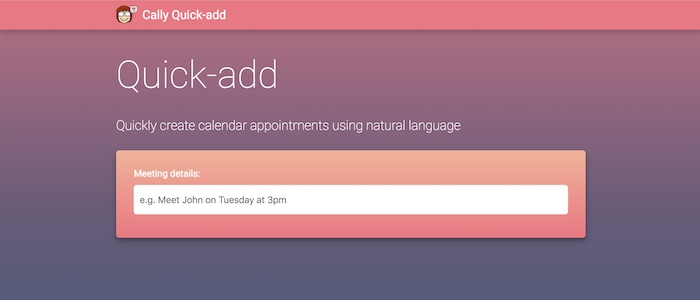 Cally Quick-add
Quick-add
Quickly create calendar appointments using natural language
Meeting details:
e.g. Meet John on Tuesday at 3pm